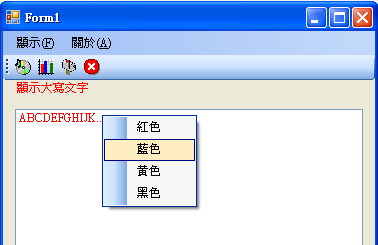 Form1
顯示(F) 關於(A)
顯示大寫文字
ABCDEFGHIJK..
紅色
藍色
黃色
黑色